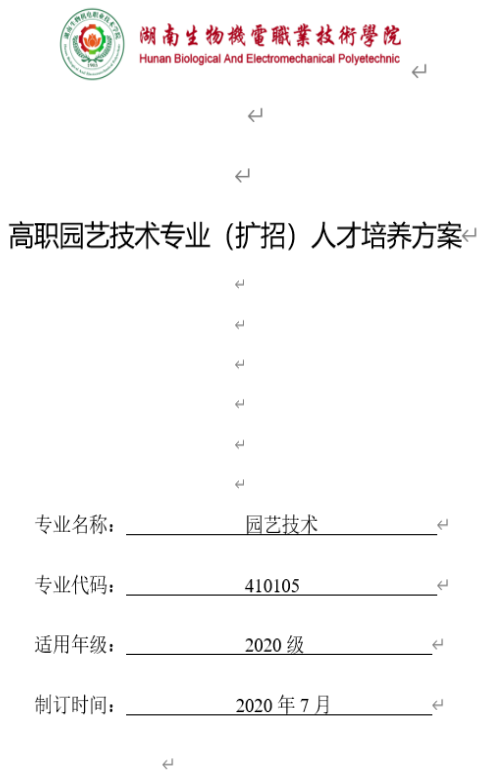 湖南生物機電職業技術學院
Hunan Biological And Electromechanical Polyetechnic
高职园艺技术专业（扩招）人才培养方案
专业名称：园艺技术
专业代码：410105
适用年级：2020 级
制订时间：2020 年 7 月